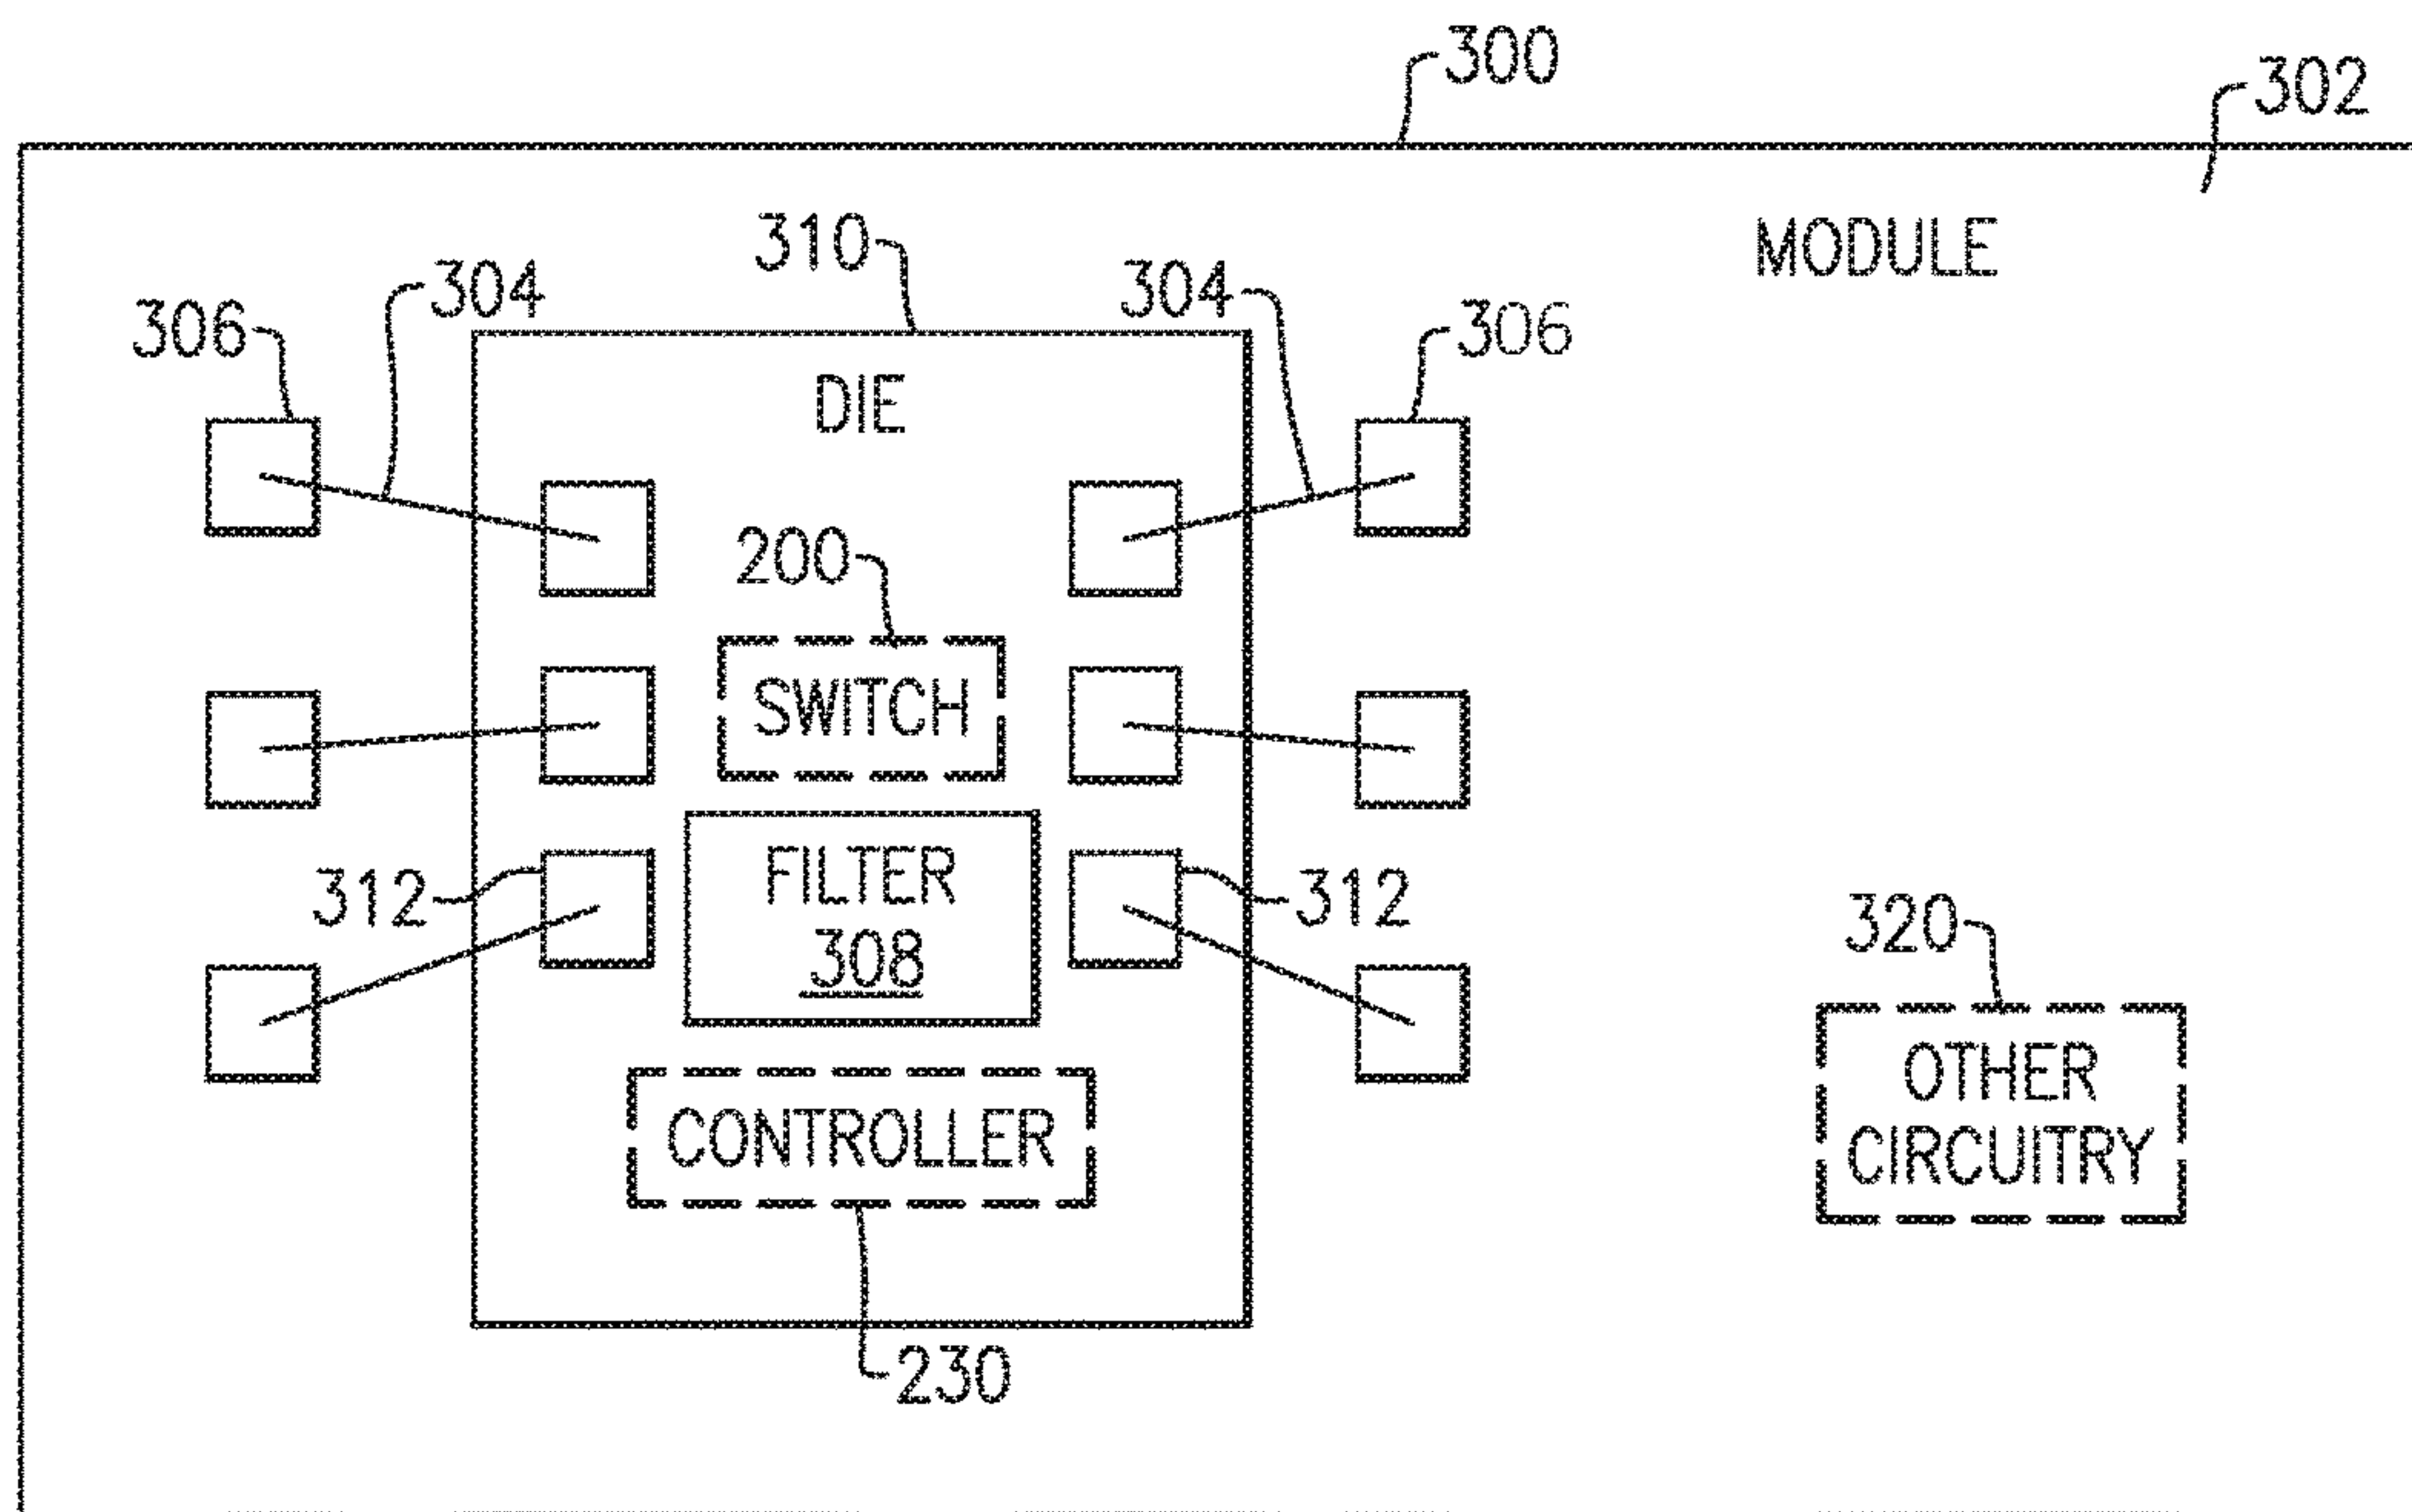 300
302
MODULE
310
304
304
306
306
DIE
200
SWITCH
312
FILTER
308
312
320
OTHER
CIRCUITRY
CONTROLLER
230